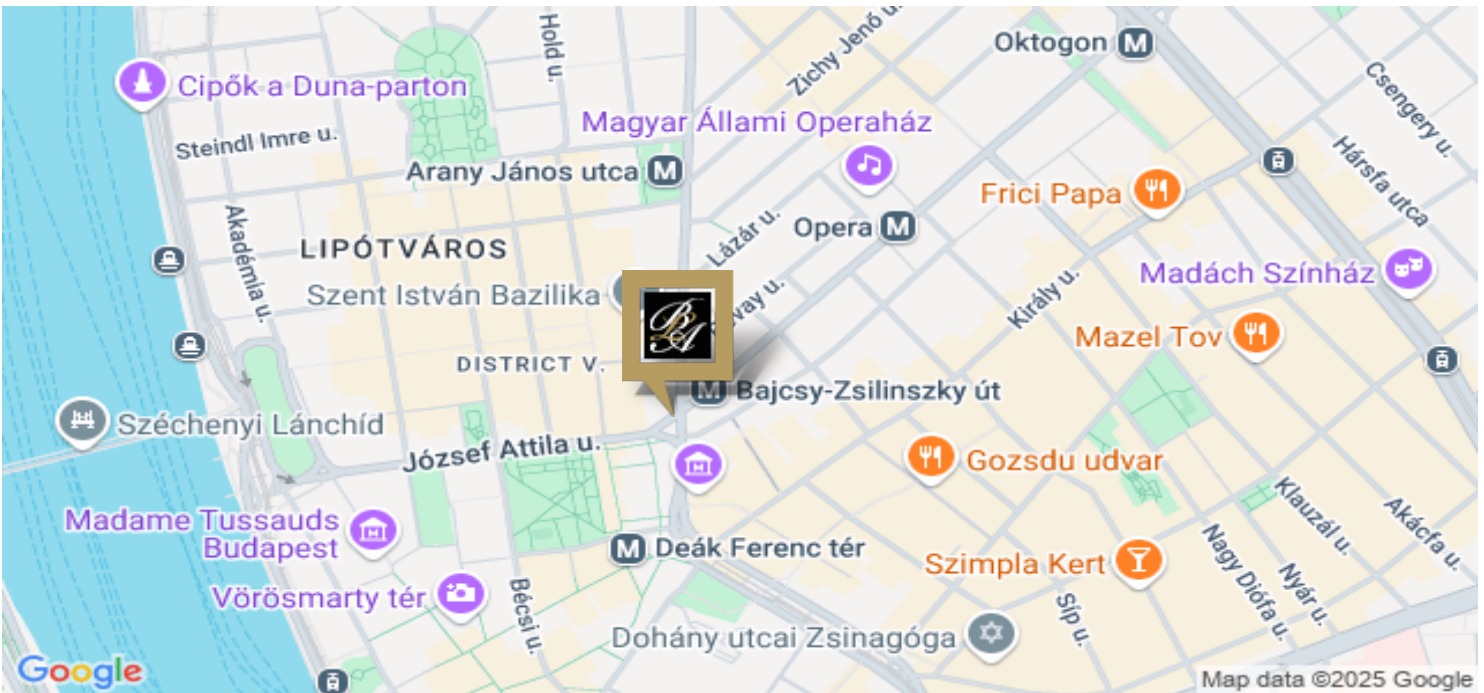 Hold u.
Zichy Jenő u.
Oktogon M
Csengery u.
Cipők a Duna-parton
Steindl Imre u.
Magyar Állami Operaház
Hársfa utca
Arany János utca M
Frici Papa
Akadémia u.
LIPÓTVÁROS
Lázár u.
Opera M
Madách Színház
Szent István Bazilika
Király u.
BA
vay u.
Mazel Tov
DISTRICT V.
M Bajcsy-Zsilinszky út
Széchenyi Lánchíd
József Attila u.
Gozsdu udvar
Klauzál u.
Akácfa u.
Madame Tussauds
Budapest
M Deák Ferenc tér
Szimpla Kert
Nagy Diófa u.
Nyár u.
Vörösmarty tér
Bécsi u.
Síp u.
Dohány utcai Zsinagóga
Google
Map data ©2025 Google